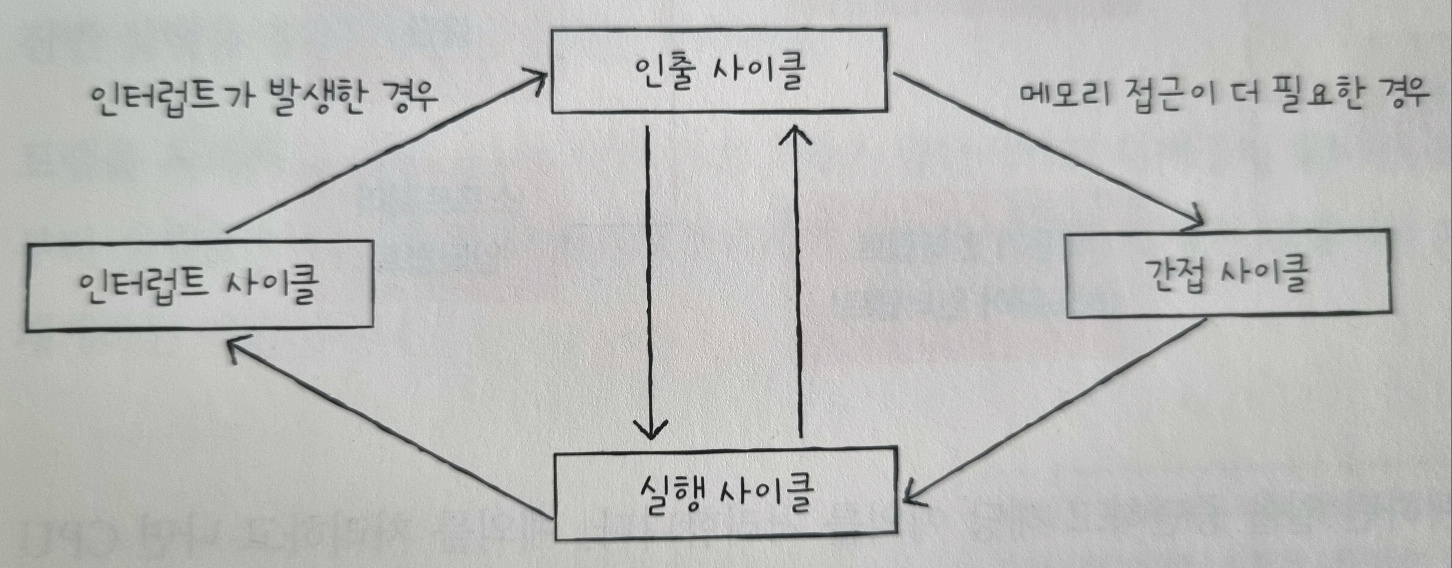 인출 사이클
인터럽트가 발생한 경우
메모리 접근이 더 필요한 경우
인터럽트 사이클
간접 사이클
실행 사이클